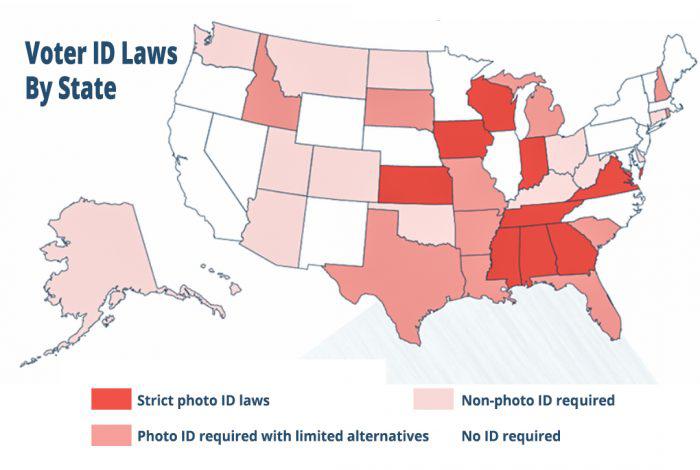 Voter ID Laws
By State
Strict photo ID laws
Non-photo ID required
Photo ID required with limited alternatives
No ID required